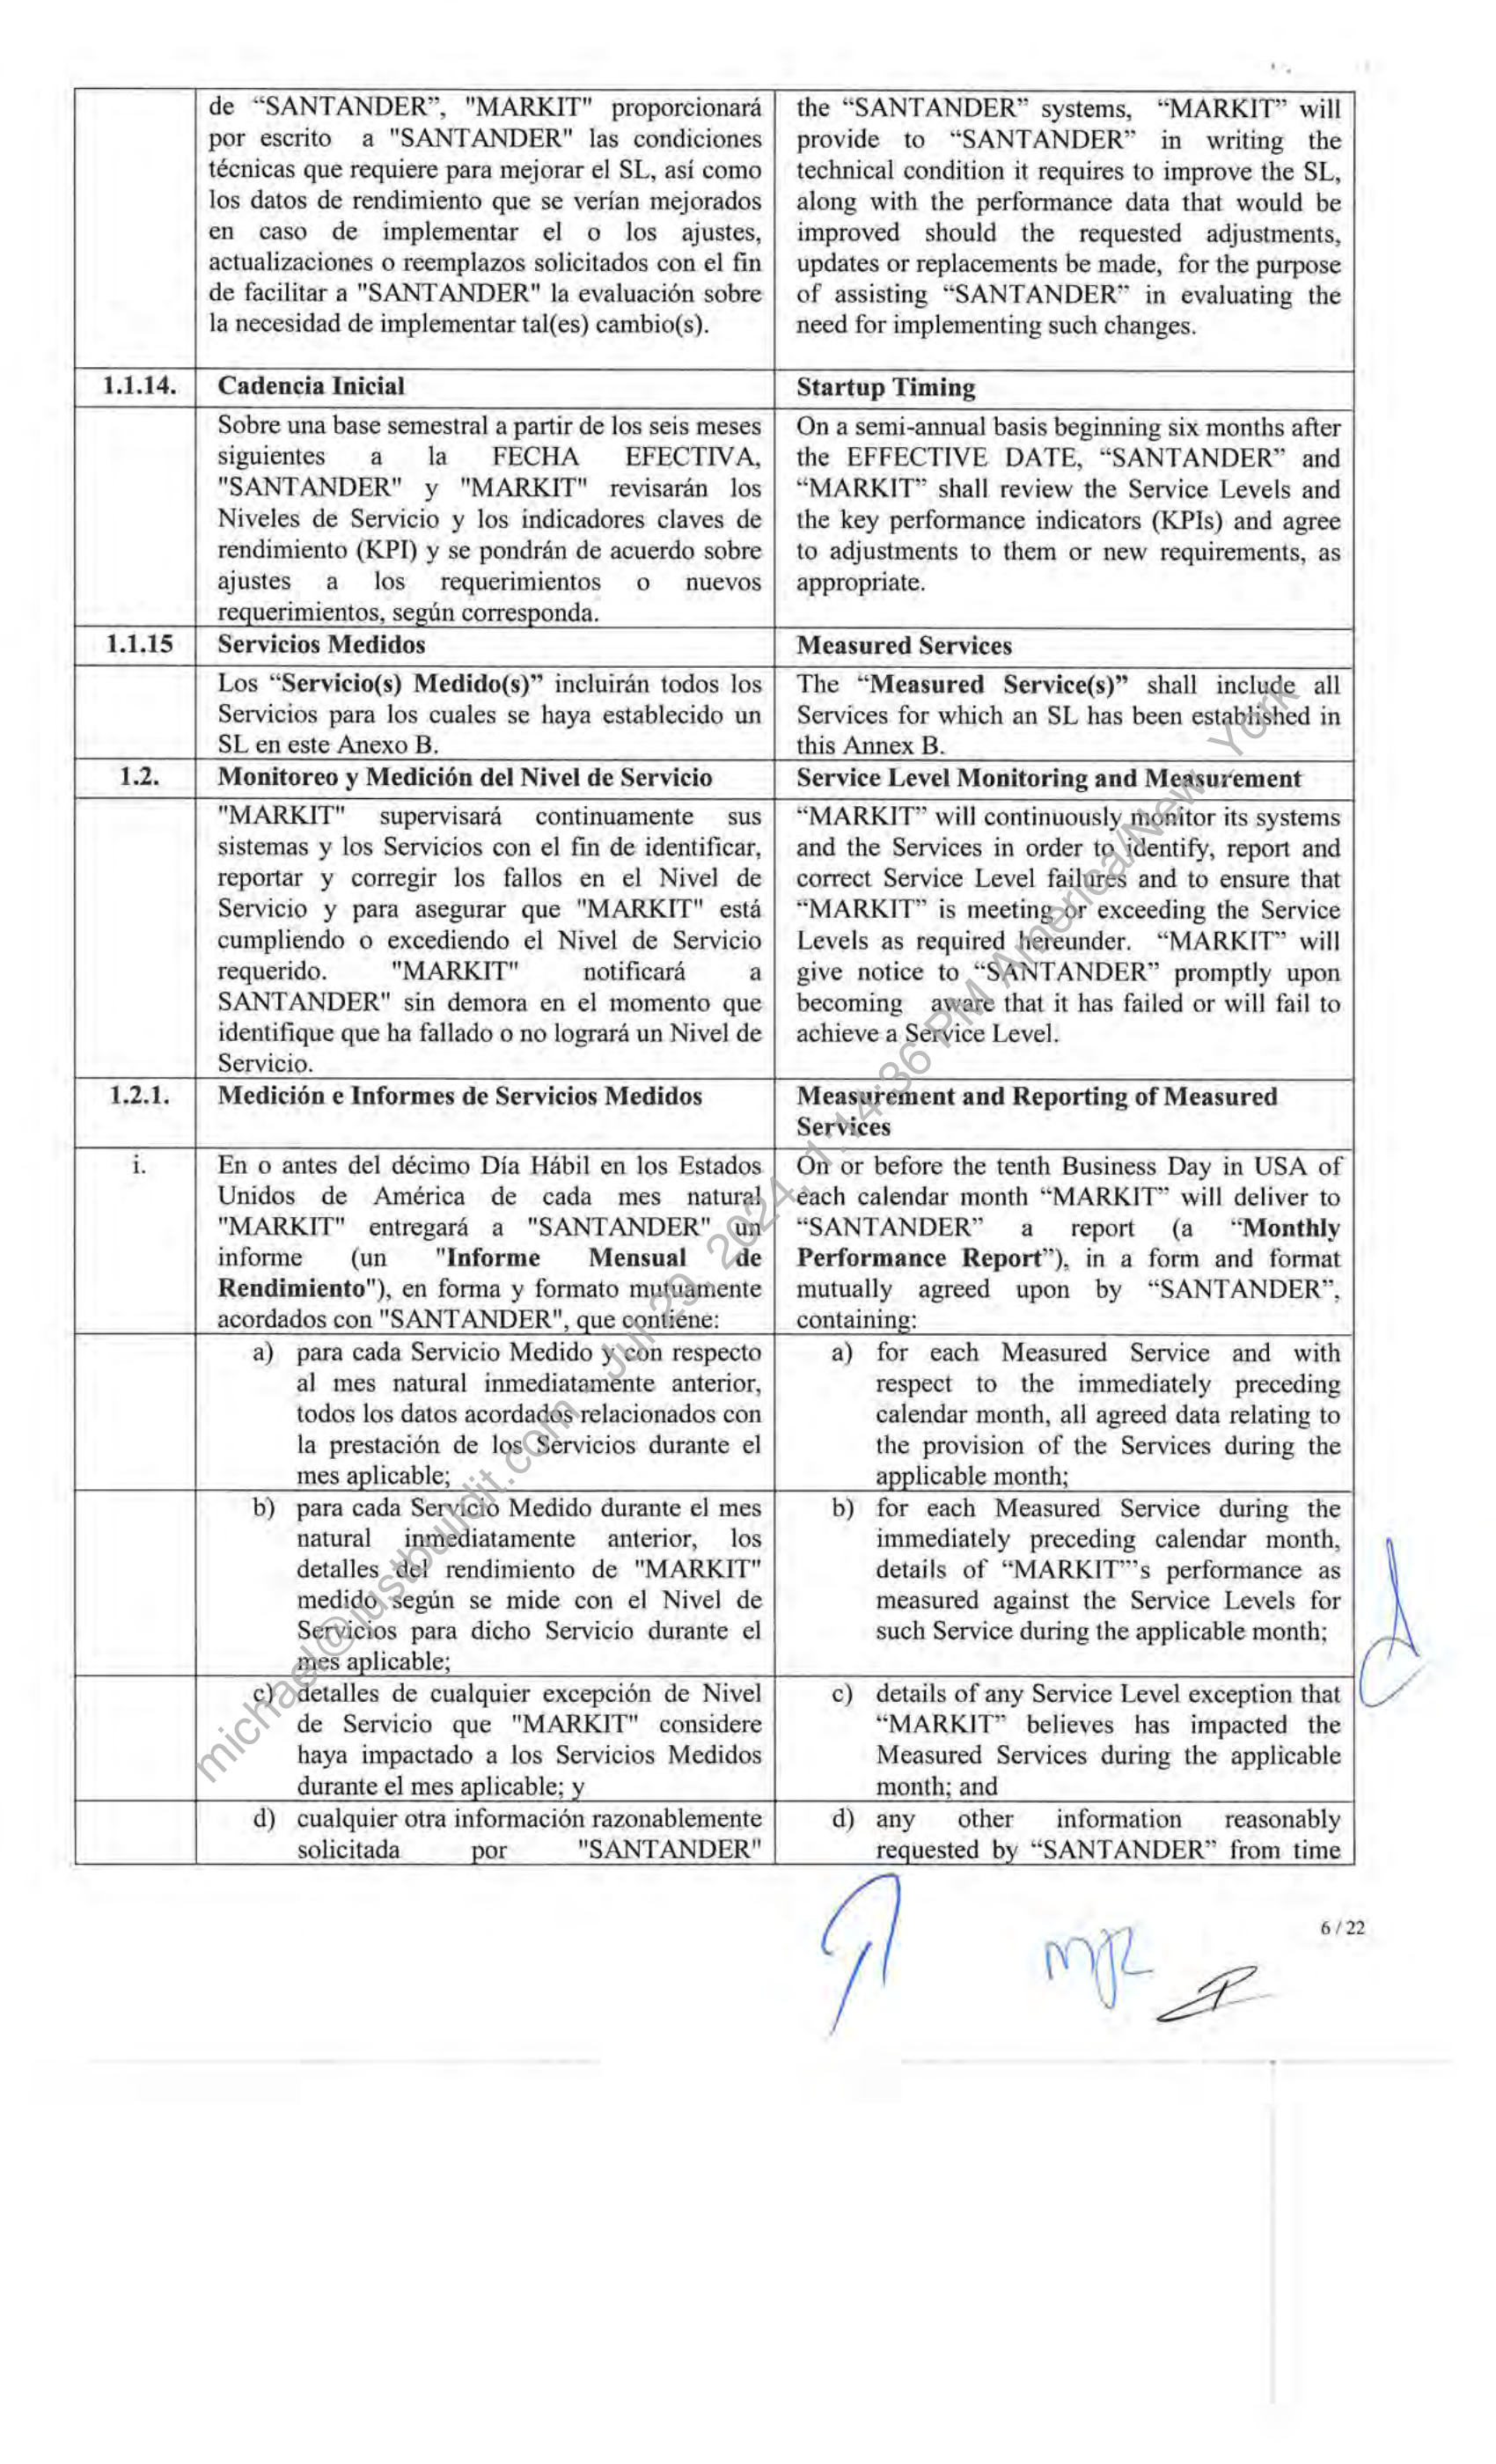 de “SANTANDER”, "MARKIT" proporcionará
por escrito a "SANTANDER" las condiciones
técnicas que requiere para mejorar el SL, así como
los datos de rendimiento que se verían mejorados
en caso de implementar el o los ajustes,
actualizaciones o reemplazos solicitados con el fin
de facilitar a "SANTANDER" la evaluación sobre
la necesidad de implementar tal(es) cambio(s).
the “SANTANDER” systems, “MARKIT” will
provide to “SANTANDER” in writing the
technical condition it requires to improve the SL,
along with the performance data that would be
improved should the requested adjustments,
updates or replacements be made, for the purpose
of assisting “SANTANDER” in evaluating the
need for implementing such changes.
1.1.14.
Cadencia Inicial
Startup Timing
Sobre una base semestral a partir de los seis meses
siguientes a la FECHA EFECTIVA,
"SANTANDER" y "MARKIT" revisarán los
Niveles de Servicio y los indicadores claves de
rendimiento (KPI) y se pondrán de acuerdo sobre
ajustes a los requerimientos o nuevos
requerimientos, según corresponda.
On a semi-annual basis beginning six months after
the EFFECTIVE DATE, “SANTANDER” and
“MARKIT” shall review the Service Levels and
the key performance indicators (KPIs) and agree
to adjustments to them or new requirements, as
appropriate.
1.1.15
Servicios Medidos
Measured Services
Los “Servicio(s) Medido(s)” incluirán todos los
Servicios para los cuales se haya establecido un
SL en este Anexo B.
The “Measured Service(s)” shall include all
Services for which an SL has been established in
this Annex B.
1.2.
Monitoreo y Medición del Nivel de Servicio
Service Level Monitoring and Measurement
"MARKIT" supervisará continuamente sus
sistemas y los Servicios con el fin de identificar,
reportar y corregir los fallos en el Nivel de
Servicio y para asegurar que "MARKIT" está
cumpliendo o excediendo el Nivel de Servicio
requerido. "MARKIT" notificará a
SANTANDER" sin demora en el momento que
identifique que ha fallado o no logrará un Nivel de
Servicio.
“MARKIT” will continuously monitor its systems
and the Services in order to identify, report and
correct Service Level failures and to ensure that
“MARKIT” is meeting or exceeding the Service
Levels as required hereunder. “MARKIT” will
give notice to “SANTANDER” promptly upon
becoming aware that it has failed or will fail to
achieve a Service Level.
1.2.1.
Medición e Informes de Servicios Medidos
Measurement and Reporting of Measured
Services
i.
En o antes del décimo Día Hábil en los Estados
Unidos de América de cada mes natural
"MARKIT" entregará a "SANTANDER" un
informe (un "Informe Mensual de
Rendimiento"), en forma y formato mutuamente
acordados con "SANTANDER", que contiene:
On or before the tenth Business Day in USA of
each calendar month “MARKIT” will deliver to
“SANTANDER” a report (a “Monthly
Performance Report”), in a form and format
mutually agreed upon by “SANTANDER”,
containing:
a) para cada Servicio Medido y con respecto
al mes natural inmediatamente anterior,
todos los datos acordados relacionados con
la prestación de los Servicios durante el
mes aplicable;
a) for each Measured Service and with
respect to the immediately preceding
calendar month, all agreed data relating to
the provision of the Services during the
applicable month;
b) para cada Servicio Medido durante el mes
natural inmediatamente anterior, los
detalles del rendimiento de "MARKIT"
medido según se mide con el Nivel de
Servicios para dicho Servicio durante el
mes aplicable;
b) for each Measured Service during the
immediately preceding calendar month,
details of “MARKIT”'s performance as
measured against the Service Levels for
such Service during the applicable month;
c) detalles de cualquier excepción de Nivel
de Servicio que "MARKIT" considere
haya impactado a los Servicios Medidos
durante el mes aplicable; y
c) details of any Service Level exception that
“MARKIT” believes has impacted the
Measured Services during the applicable
month; and
d) cualquier otra información razonablemente
solicitada por "SANTANDER"
d) any other information reasonably
requested by “SANTANDER” from time
6 / 22
michael@justbuildit.com Jul 29, 2024, 1:14:36 PM America/New_York